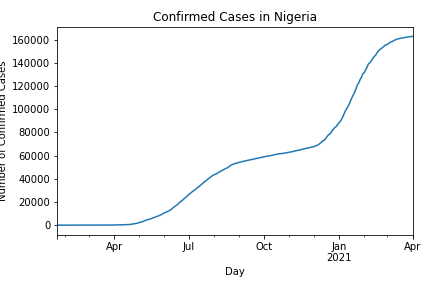 Confirmed Cases in Nigeria
Number of Confirmed Cases
160000
140000
120000
100000
80000
60000
40000
20000
0
Apr
Jul
Oct
Jan
2021
Apr
Day